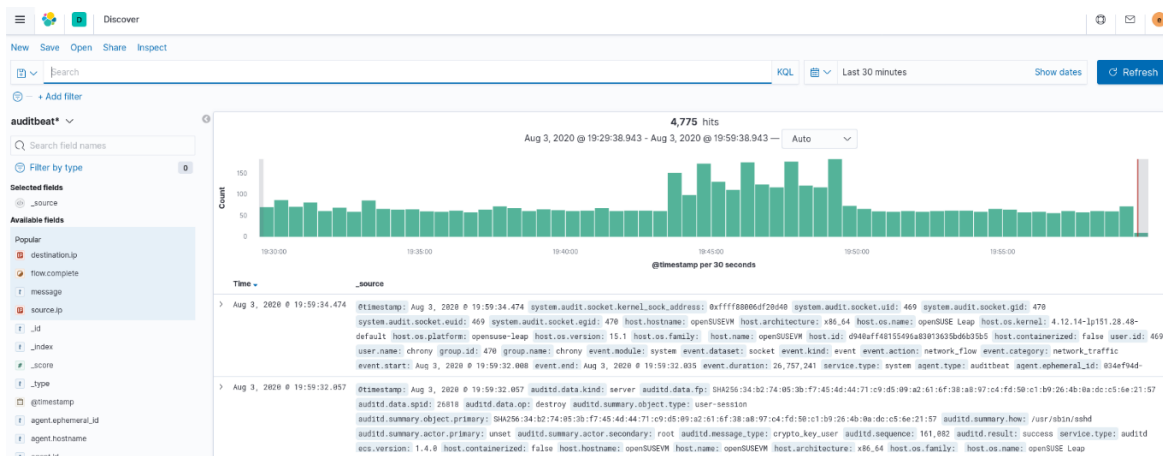 D Discover e
New Save Open Share Inspect
Search KQL Last 30 minutes Show dates Refresh
+ Add filter
auditbeat*
Search field names
Filter by type 0
Selected fields
_source
Available fields
Popular
destination.ip
flow.complete
message
source.ip
_id
_index
_score
_type
@timestamp
agent.ephemeral_id
agent.hostname
4,775 hits
Aug 3, 2020 @ 19:29:38.943 - Aug 3, 2020 @ 19:59:38.943 — Auto
Count
150
100
50
0
19:30:00 19:35:00 19:40:00 19:45:00 19:50:00 19:55:00
@timestamp per 30 seconds
Time _source
Aug 3, 2020 @ 19:59:34.474 @timestamp: Aug 3, 2020 @ 19:59:34.474 system.audit.socket.kernel_sock_address: 0xffff88006df20d40 system.audit.socket.uid: 469 system.audit.socket.gid: 470
system.audit.socket.euid: 469 system.audit.socket.egid: 470 host.hostname: openSUSEVM host.architecture: x86_64 host.os.name: openSUSE Leap host.os.kernel: 4.12.14-lp151.28.48-
default host.os.platform: opensuse-leap host.os.version: 15.1 host.os.family: host.name: openSUSEVM host.id: d940aff48155496a83013635bd6b35b5 host.containerized: false user.id: 469
user.name: chrony group.id: 470 group.name: chrony event.module: system event.dataset: socket event.kind: event event.action: network_flow event.category: network_traffic
event.start: Aug 3, 2020 @ 19:59:32.008 event.end: Aug 3, 2020 @ 19:59:32.035 event.duration: 26,757,241 service.type: system agent.type: auditbeat agent.ephemeral_id: 034ef94d-
Aug 3, 2020 @ 19:59:32.057 @timestamp: Aug 3, 2020 @ 19:59:32.057 auditd.data.kind: server auditd.data.fp: SHA256:34:b2:74:05:3b:f7:45:4d:44:71:c9:d5:09:a2:61:6f:38:a8:97:c4:fd:50:c1:b9:26:4b:0a:dc:c5:6e:21:57
auditd.data.spid: 26018 auditd.data.op: destroy auditd.summary.object.type: user-session
auditd.summary.object.primary: SHA256:34:b2:74:05:3b:f7:45:4d:44:71:c9:d5:09:a2:61:6f:38:a8:97:c4:fd:50:c1:b9:26:4b:0a:dc:c5:6e:21:57 auditd.summary.how: /usr/sbin/sshd
auditd.summary.actor.primary: unset auditd.summary.actor.secondary: root auditd.message_type: crypto_key_user auditd.sequence: 161,082 auditd.result: success service.type: auditd
ecs.version: 1.4.0 host.containerized: false host.hostname: openSUSEVM host.name: openSUSEVM host.architecture: x86_64 host.os.family: host.os.name: openSUSE Leap